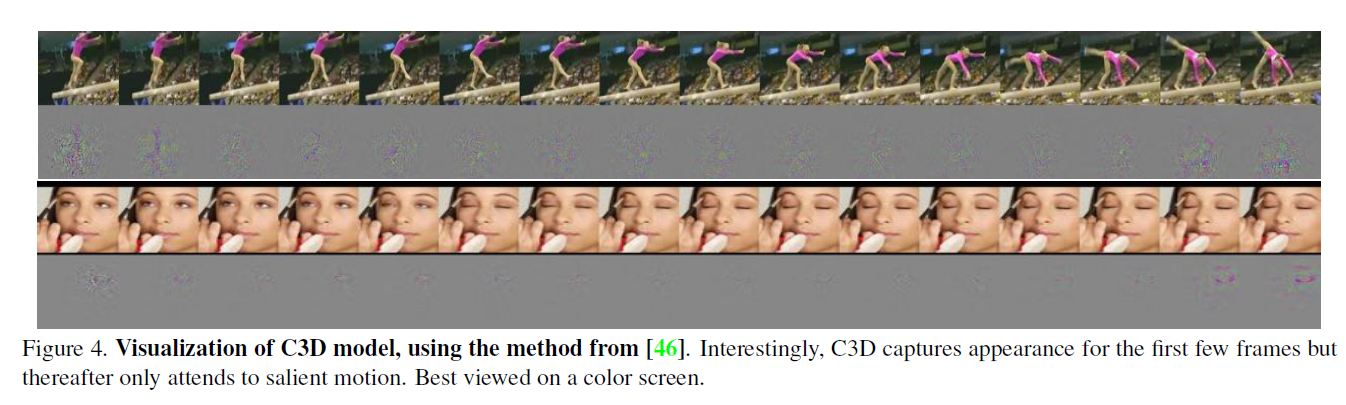 Figure 4. Visualization of C3D model, using the method from [46]. Interestingly, C3D captures appearance for the first few frames but
thereafter only attends to salient motion. Best viewed on a color screen.